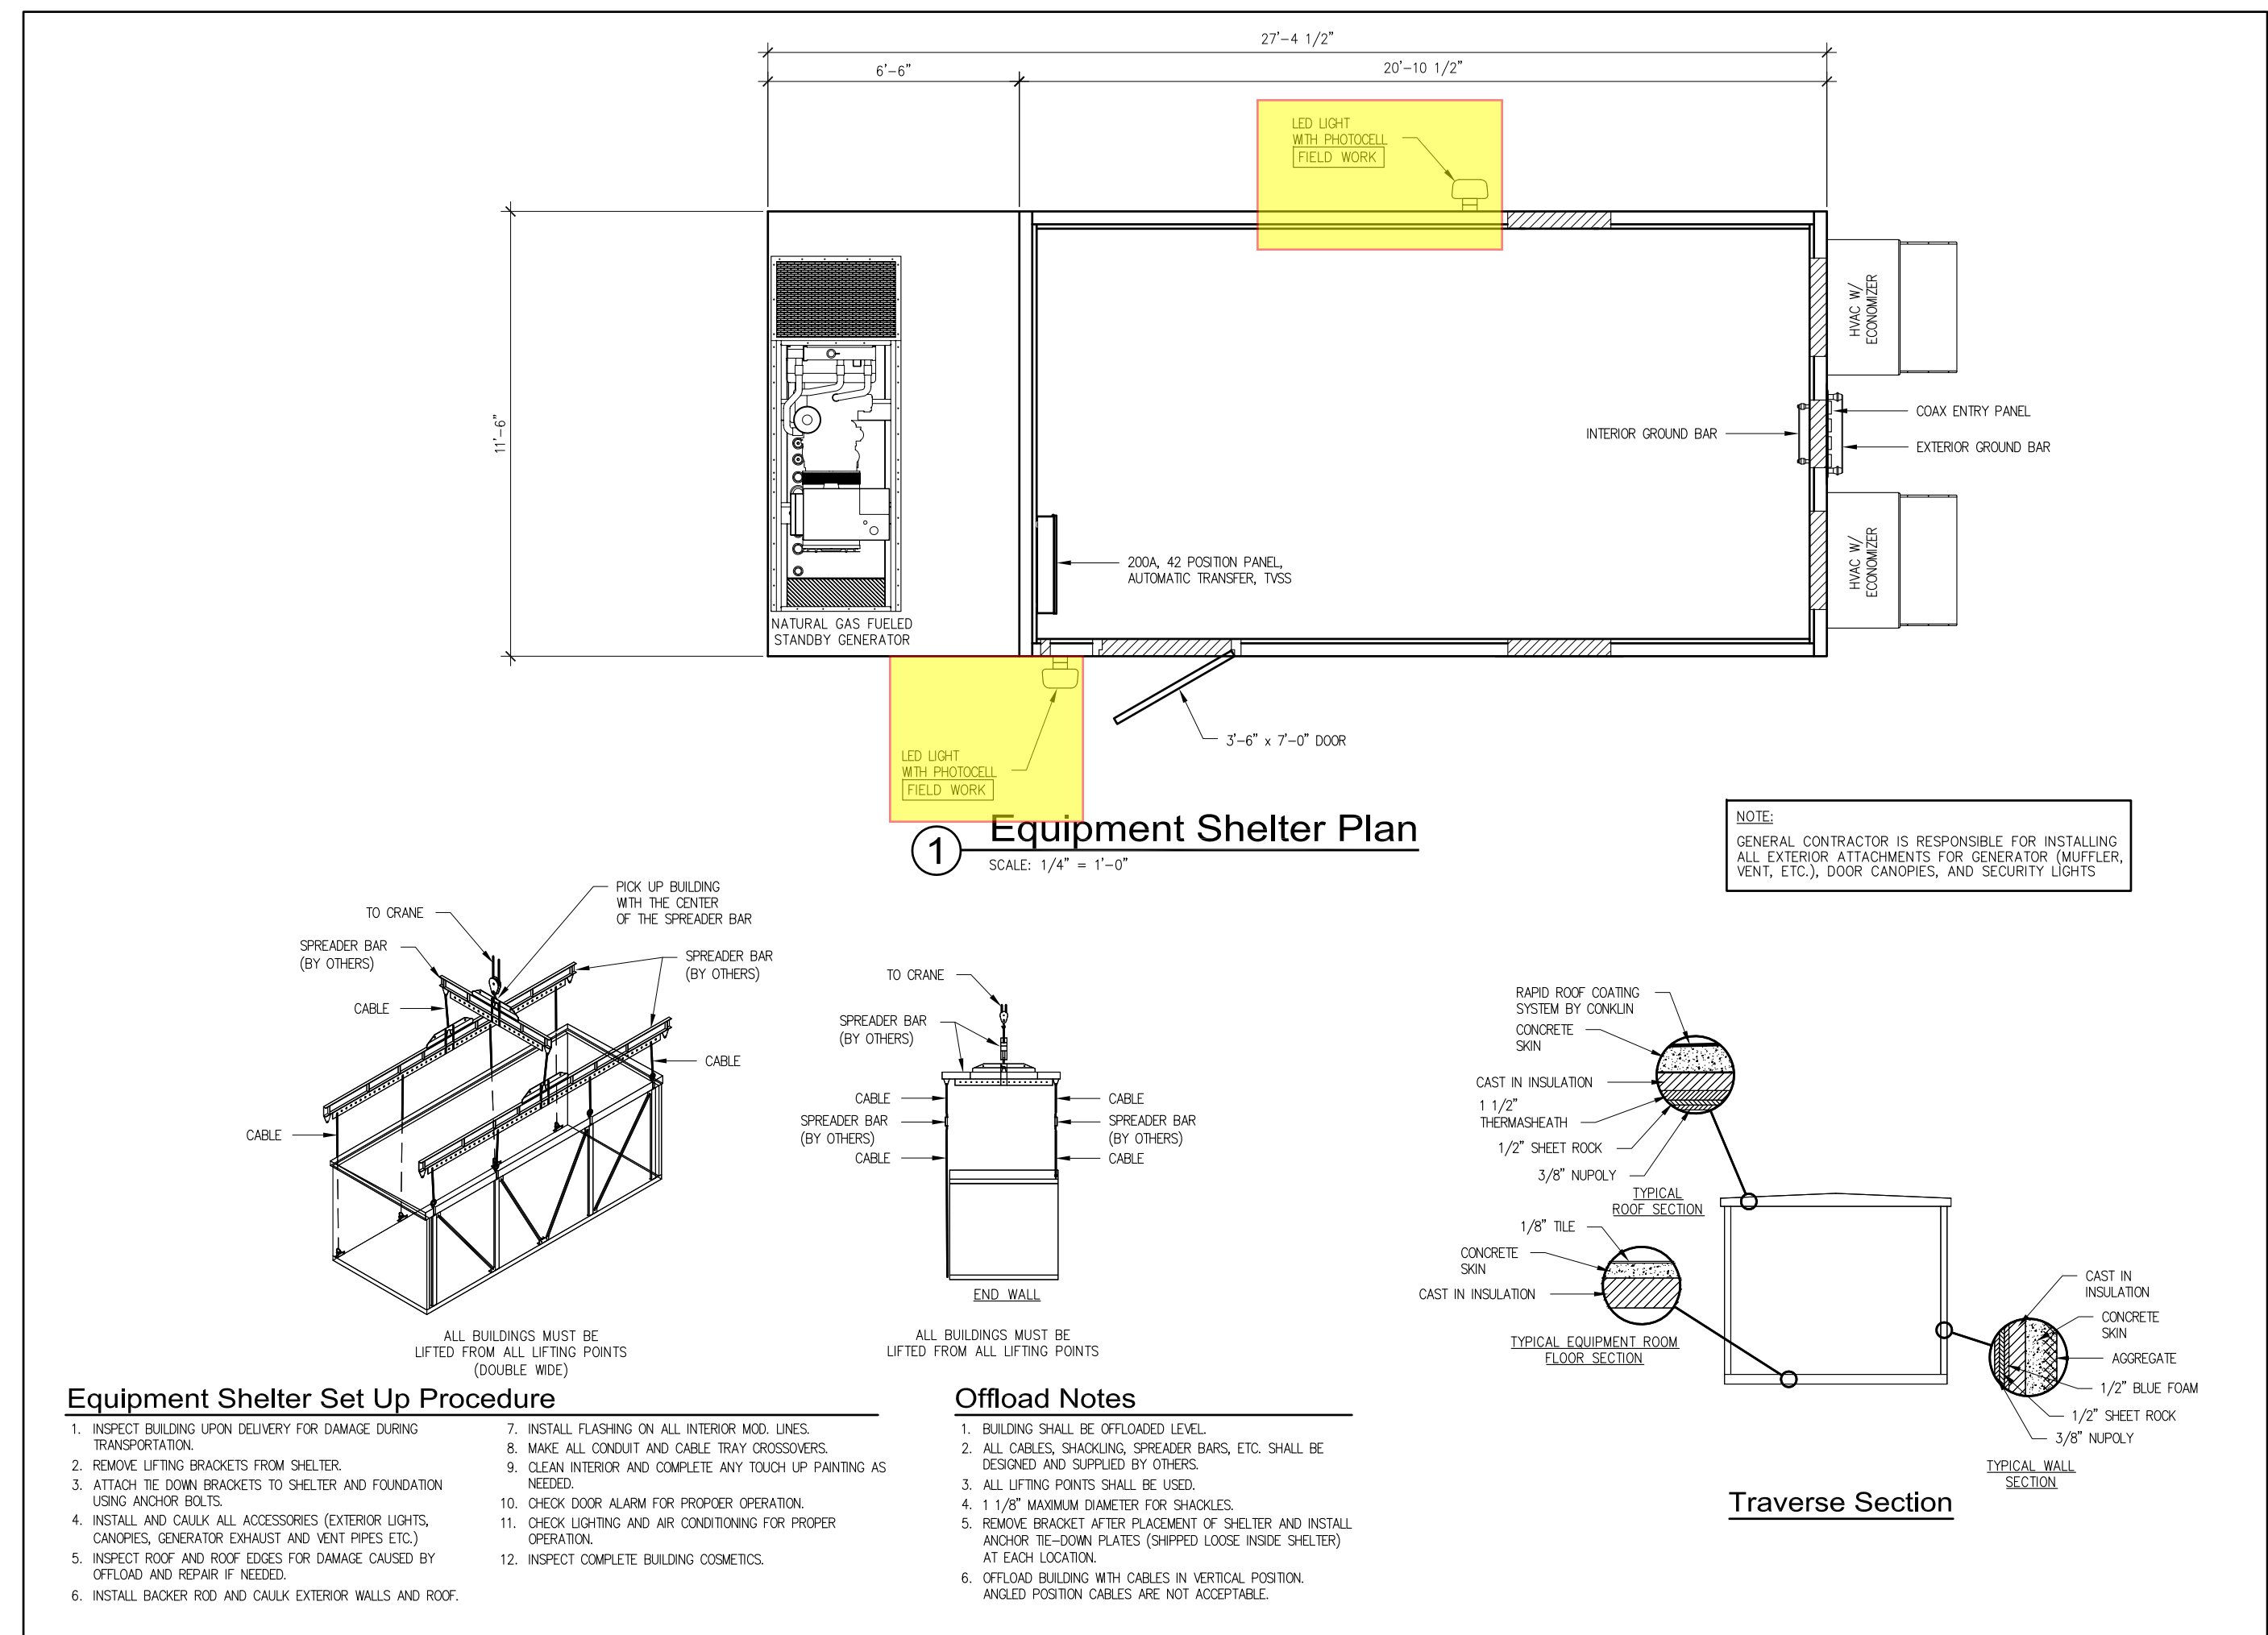 27'-4 1/2"
6'-6"
20'-10 1/2"
LED LIGHT
WITH PHOTOCELL
FIELD WORK
11'-6"
HVAC W/
ECONOMIZER
COAX ENTRY PANEL
INTERIOR GROUND BAR
EXTERIOR GROUND BAR
HVAC W/
ECONOMIZER
200A, 42 POSITION PANEL,
AUTOMATIC TRANSFER, TVSS
NATURAL GAS FUELED
STANDBY GENERATOR
3'-6" x 7'-0" DOOR
LED LIGHT
WITH PHOTOCELL
FIELD WORK
1
Equipment Shelter Plan
SCALE: 1/4" = 1'-0"
NOTE:
GENERAL CONTRACTOR IS RESPONSIBLE FOR INSTALLING
ALL EXTERIOR ATTACHMENTS FOR GENERATOR (MUFFLER,
VENT, ETC.), DOOR CANOPIES, AND SECURITY LIGHTS
PICK UP BUILDING
WITH THE CENTER
OF THE SPREADER BAR
TO CRANE
SPREADER BAR
(BY OTHERS)
SPREADER BAR
(BY OTHERS)
CABLE
CABLE
CABLE
ALL BUILDINGS MUST BE
LIFTED FROM ALL LIFTING POINTS
(DOUBLE WIDE)
TO CRANE
SPREADER BAR
(BY OTHERS)
CABLE
CABLE
SPREADER BAR
(BY OTHERS)
SPREADER BAR
(BY OTHERS)
CABLE
CABLE
END WALL
ALL BUILDINGS MUST BE
LIFTED FROM ALL LIFTING POINTS
RAPID ROOF COATING
SYSTEM BY CONKLIN
CONCRETE
SKIN
CAST IN INSULATION
1 1/2"
THERMASHEATH
1/2" SHEET ROCK
3/8" NUPOLY
TYPICAL
ROOF SECTION
1/8" TILE
CONCRETE
SKIN
CAST IN INSULATION
TYPICAL EQUIPMENT ROOM
FLOOR SECTION
CAST IN
INSULATION
CONCRETE
SKIN
AGGREGATE
1/2" BLUE FOAM
1/2" SHEET ROCK
3/8" NUPOLY
TYPICAL WALL
SECTION
Traverse Section
Equipment Shelter Set Up Procedure
1. INSPECT BUILDING UPON DELIVERY FOR DAMAGE DURING
TRANSPORTATION.
2. REMOVE LIFTING BRACKETS FROM SHELTER.
3. ATTACH TIE DOWN BRACKETS TO SHELTER AND FOUNDATION
USING ANCHOR BOLTS.
4. INSTALL AND CAULK ALL ACCESSORIES (EXTERIOR LIGHTS,
CANOPIES, GENERATOR EXHAUST AND VENT PIPES ETC.)
5. INSPECT ROOF AND ROOF EDGES FOR DAMAGE CAUSED BY
OFFLOAD AND REPAIR IF NEEDED.
6. INSTALL BACKER ROD AND CAULK EXTERIOR WALLS AND ROOF.
7. INSTALL FLASHING ON ALL INTERIOR MOD. LINES.
8. MAKE ALL CONDUIT AND CABLE TRAY CROSSOVERS.
9. CLEAN INTERIOR AND COMPLETE ANY TOUCH UP PAINTING AS
NEEDED.
10. CHECK DOOR ALARM FOR PROPOER OPERATION.
11. CHECK LIGHTING AND AIR CONDITIONING FOR PROPER
OPERATION.
12. INSPECT COMPLETE BUILDING COSMETICS.
Offload Notes
1. BUILDING SHALL BE OFFLOADED LEVEL.
2. ALL CABLES, SHACKLING, SPREADER BARS, ETC. SHALL BE
DESIGNED AND SUPPLIED BY OTHERS.
3. ALL LIFTING POINTS SHALL BE USED.
4. 1 1/8" MAXIMUM DIAMETER FOR SHACKLES.
5. REMOVE BRACKET AFTER PLACEMENT OF SHELTER AND INSTALL
ANCHOR TIE-DOWN PLATES (SHIPPED LOOSE INSIDE SHELTER)
AT EACH LOCATION.
6. OFFLOAD BUILDING WITH CABLES IN VERTICAL POSITION.
ANGLED POSITION CABLES ARE NOT ACCEPTABLE.